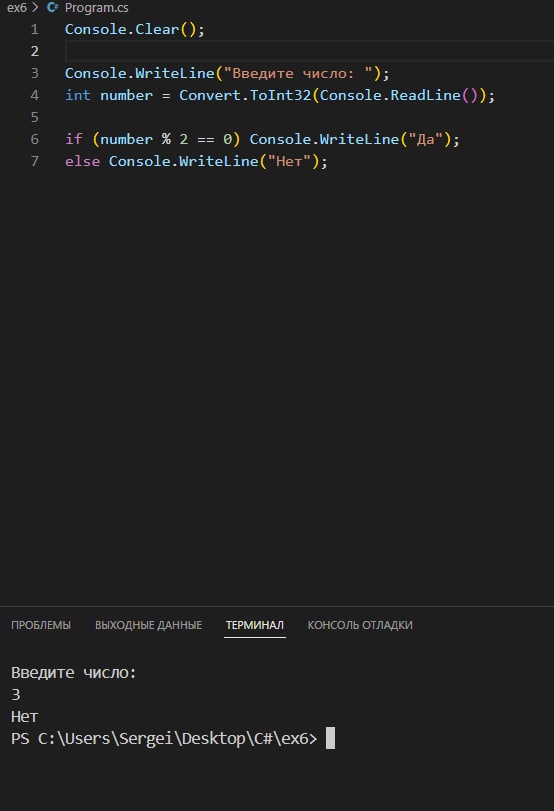 ex6 > C# Program.cs
1 Console.Clear();
2
3 Console.WriteLine("Введите число: ");
4 int number = Convert.ToInt32(Console.ReadLine());
5
6 if (number % 2 == 0) Console.WriteLine("Да");
7 else Console.WriteLine("Нет");
ПРОБЛЕМЫ ВЫХОДНЫЕ ДАННЫЕ ТЕРМИНАЛ КОНСОЛЬ ОТЛАДКИ
Введите число:
3
Нет
PS C:\Users\Sergei\Desktop\C#\ex6>